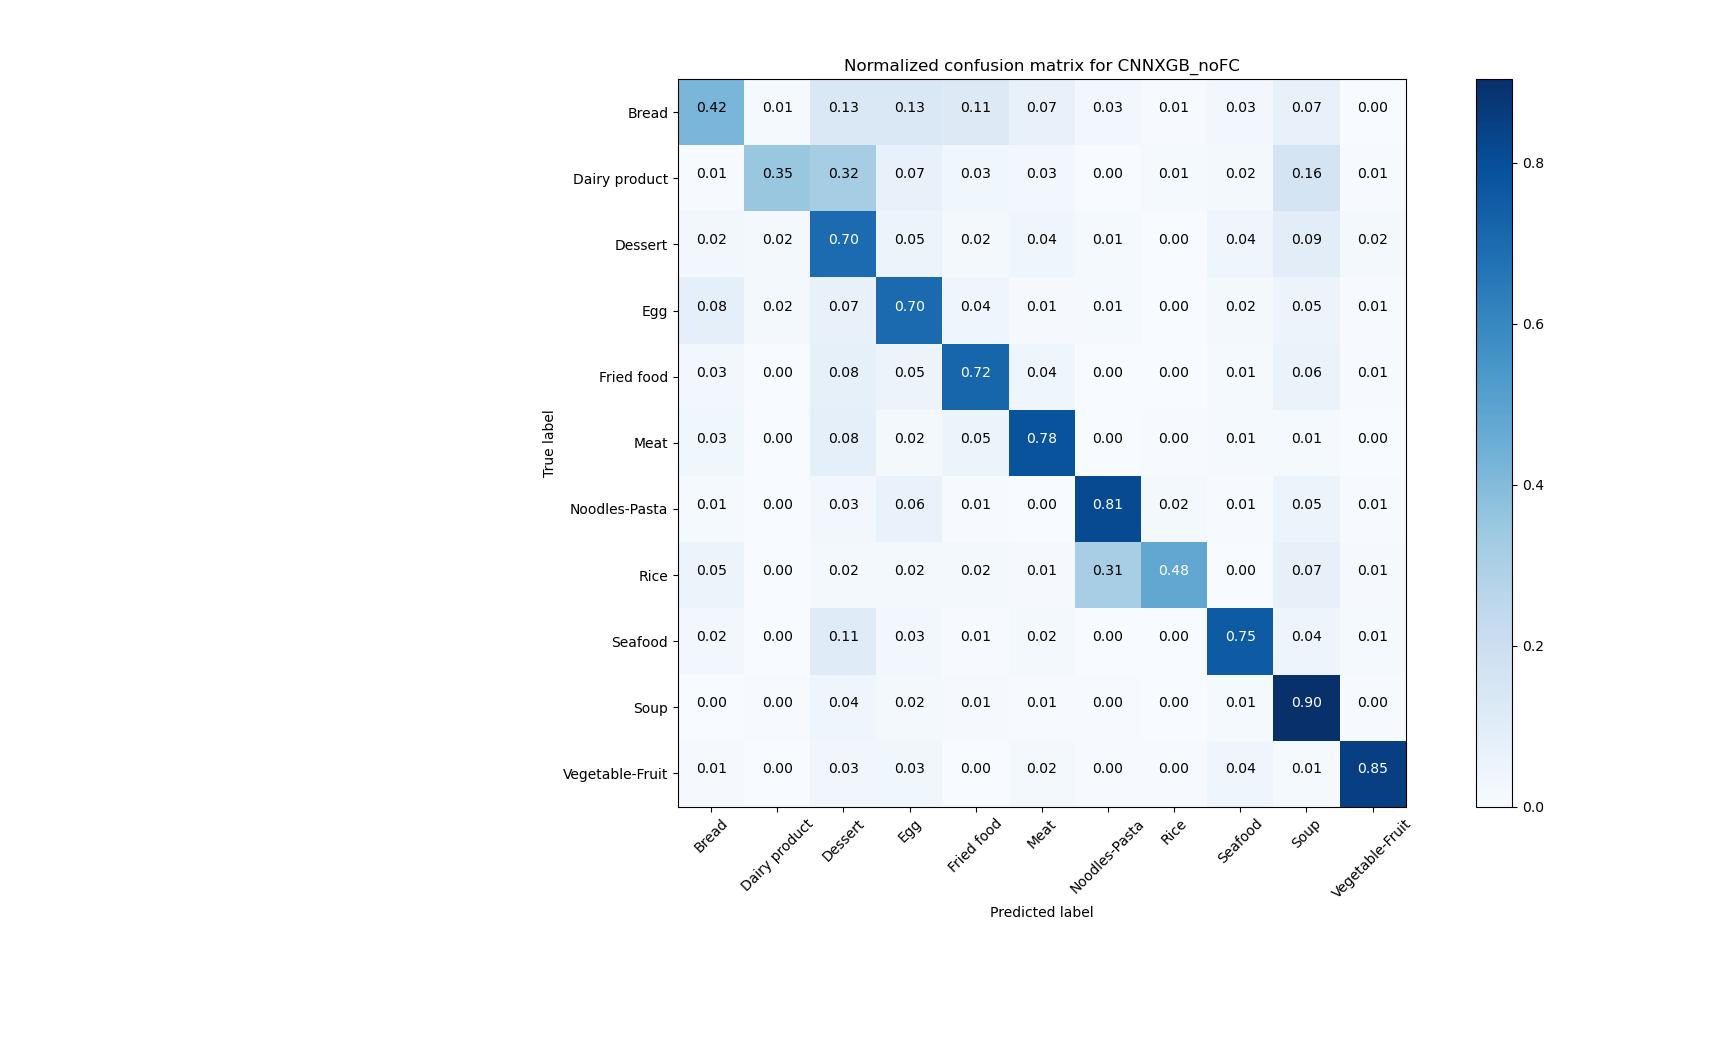 Normalized confusion matrix for CNNXGB_noFC
Bread 0.42 0.01 0.13 0.13 0.11 0.07 0.03 0.01 0.03 0.07 0.00
Dairy product 0.01 0.35 0.32 0.07 0.03 0.03 0.00 0.01 0.02 0.16 0.01
Dessert 0.02 0.02 0.70 0.05 0.02 0.04 0.01 0.00 0.04 0.09 0.02
Egg 0.08 0.02 0.07 0.70 0.04 0.01 0.01 0.00 0.02 0.05 0.01
Fried food 0.03 0.00 0.08 0.05 0.72 0.04 0.00 0.00 0.01 0.06 0.01
Meat 0.03 0.00 0.08 0.02 0.05 0.78 0.00 0.00 0.01 0.01 0.00
Noodles-Pasta 0.01 0.00 0.03 0.06 0.01 0.00 0.81 0.02 0.01 0.05 0.01
Rice 0.05 0.00 0.02 0.02 0.02 0.01 0.31 0.48 0.00 0.07 0.01
Seafood 0.02 0.00 0.11 0.03 0.01 0.02 0.00 0.00 0.75 0.04 0.01
Soup 0.00 0.00 0.04 0.02 0.01 0.01 0.00 0.00 0.01 0.90 0.00
Vegetable-Fruit 0.01 0.00 0.03 0.03 0.00 0.02 0.00 0.00 0.04 0.01 0.85
True label
Bread Dairy product Dessert Egg Fried food Meat Noodles-Pasta Rice Seafood Soup Vegetable-Fruit
Predicted label
0.8
0.6
0.4
0.2
0.0